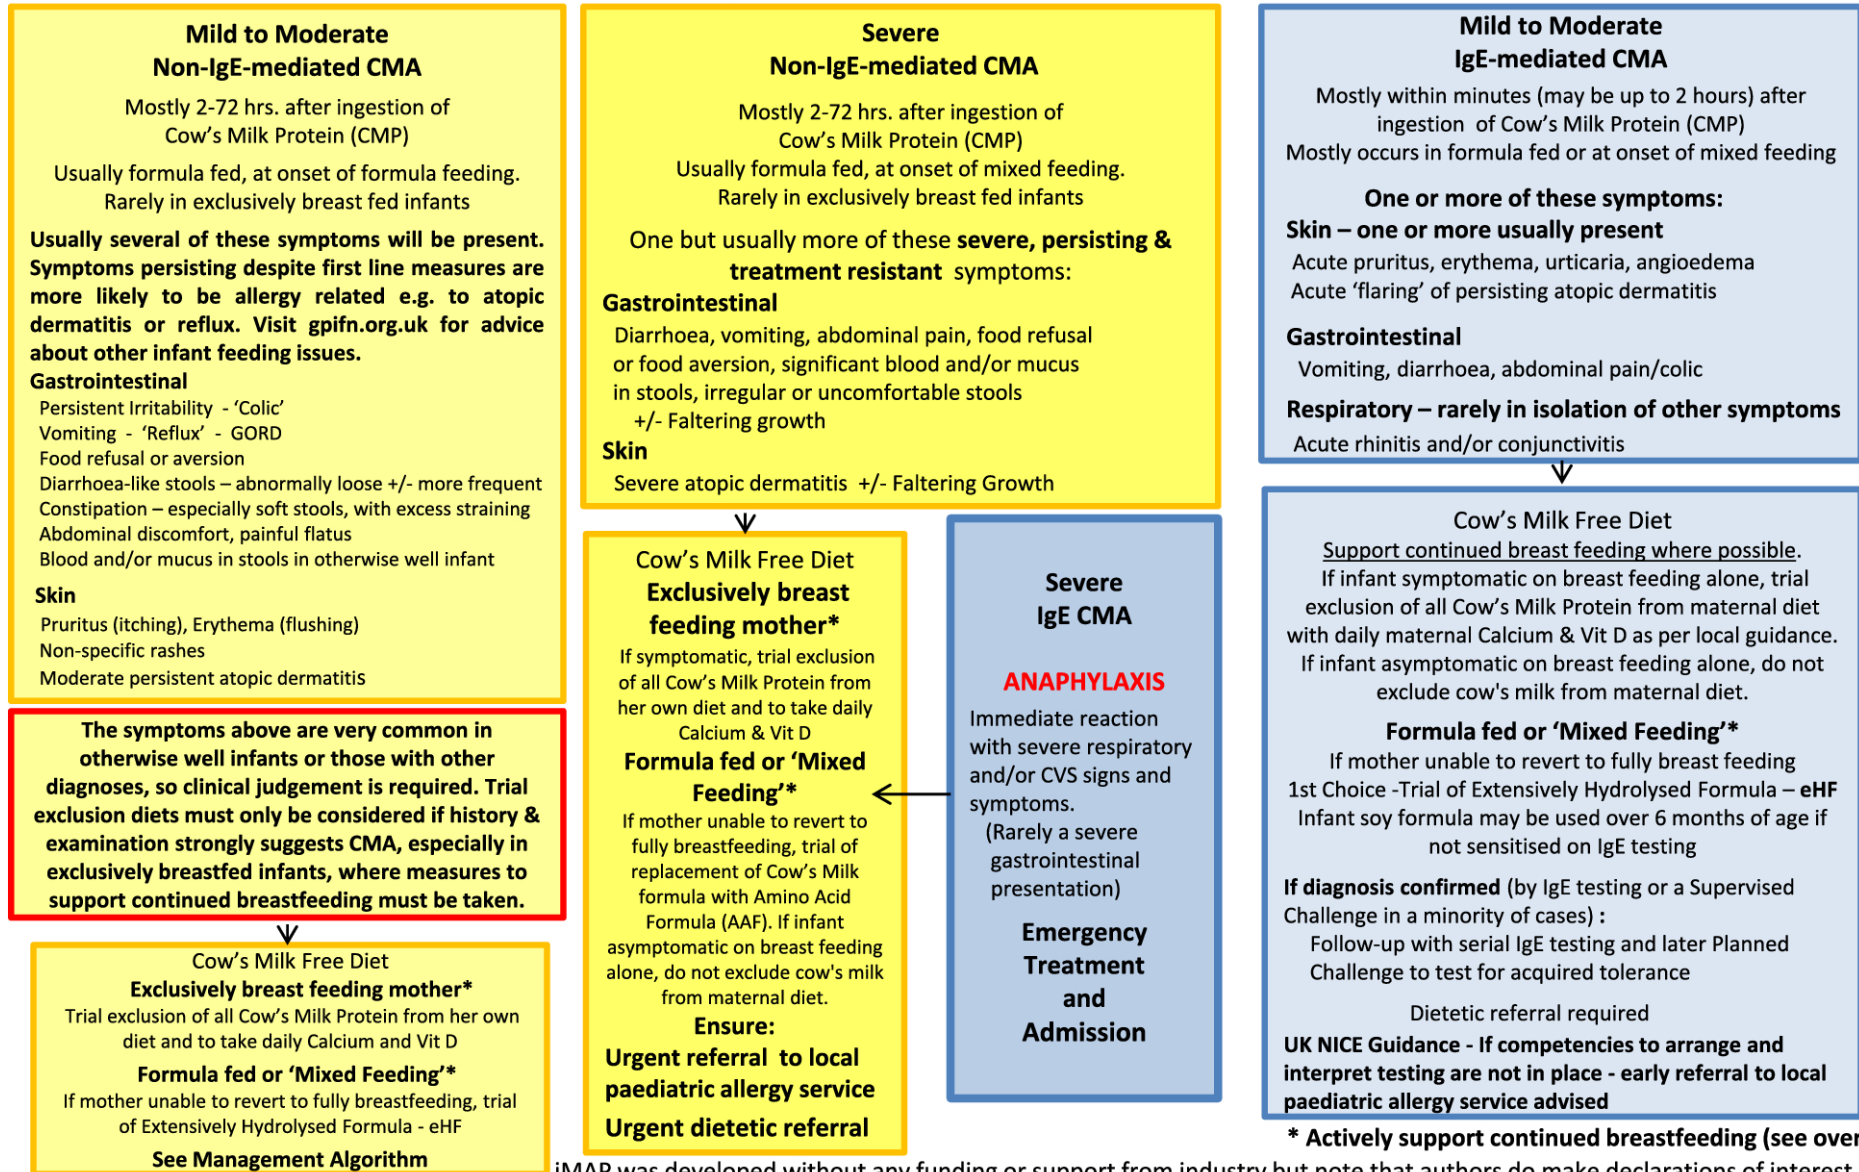 Mild to Moderate
Non-IgE-mediated CMA
Mostly 2-72 hrs. after ingestion of
Cow's Milk Protein (CMP)
Usually formula fed, at onset of formula feeding.
Rarely in exclusively breast fed infants
Usually several of these symptoms will be present.
Symptoms persisting despite first line measures are
more likely to be allergy related e.g. to atopic
dermatitis or reflux. Visit gpifn.org.uk for advice
about other infant feeding issues.
Gastrointestinal
Persistent Irritability - 'Colic'
Vomiting - 'Reflux' - GORD
Food refusal or aversion
Diarrhoea-like stools – abnormally loose +/- more frequent
Constipation – especially soft stools, with excess straining
Abdominal discomfort, painful flatus
Blood and/or mucus in stools in otherwise well infant
Skin
Pruritus (itching), Erythema (flushing)
Non-specific rashes
Moderate persistent atopic dermatitis
The symptoms above are very common in
otherwise well infants or those with other
diagnoses, so clinical judgement is required. Trial
exclusion diets must only be considered if history &
examination strongly suggests CMA, especially in
exclusively breastfed infants, where measures to
support continued breastfeeding must be taken.
Cow's Milk Free Diet
Exclusively breast feeding mother*
Trial exclusion of all Cow's Milk Protein from her own
diet and to take daily Calcium and Vit D
Formula fed or 'Mixed Feeding'*
If mother unable to revert to fully breastfeeding, trial
of Extensively Hydrolysed Formula - eHF
See Management Algorithm
Severe
Non-IgE-mediated CMA
Mostly 2-72 hrs. after ingestion of
Cow's Milk Protein (CMP)
Usually formula fed, at onset of mixed feeding.
Rarely in exclusively breast fed infants
One but usually more of these severe, persisting &
treatment resistant symptoms:
Gastrointestinal
Diarrhoea, vomiting, abdominal pain, food refusal
or food aversion, significant blood and/or mucus
in stools, irregular or uncomfortable stools
+/- Faltering growth
Skin
Severe atopic dermatitis +/- Faltering Growth
Cow's Milk Free Diet
Exclusively breast
feeding mother*
If symptomatic, trial exclusion
of all Cow's Milk Protein from
her own diet and to take daily
Calcium & Vit D
Formula fed or 'Mixed
Feeding'*
If mother unable to revert to
fully breastfeeding, trial of
replacement of Cow's Milk
formula with Amino Acid
Formula (AAF). If infant
asymptomatic on breast feeding
alone, do not exclude cow's milk
from maternal diet.
Ensure:
Urgent referral to local
paediatric allergy service
Urgent dietetic referral
Severe
IgE CMA
ANAPHYLAXIS
Immediate reaction
with severe respiratory
and/or CVS signs and
symptoms.
(Rarely a severe
gastrointestinal
presentation)
Emergency
Treatment
and
Admission
Mild to Moderate
IgE-mediated CMA
Mostly within minutes (may be up to 2 hours) after
ingestion of Cow's Milk Protein (CMP)
Mostly occurs in formula fed or at onset of mixed feeding
One or more of these symptoms:
Skin – one or more usually present
Acute pruritus, erythema, urticaria, angioedema
Acute 'flaring' of persisting atopic dermatitis
Gastrointestinal
Vomiting, diarrhoea, abdominal pain/colic
Respiratory – rarely in isolation of other symptoms
Acute rhinitis and/or conjunctivitis
Cow's Milk Free Diet
Support continued breast feeding where possible.
If infant symptomatic on breast feeding alone, trial
exclusion of all Cow's Milk Protein from maternal diet
with daily maternal Calcium & Vit D as per local guidance.
If infant asymptomatic on breast feeding alone, do not
exclude cow's milk from maternal diet.
Formula fed or 'Mixed Feeding'*
If mother unable to revert to fully breast feeding
1st Choice -Trial of Extensively Hydrolysed Formula – eHF
Infant soy formula may be used over 6 months of age if
not sensitised on IgE testing
If diagnosis confirmed (by IgE testing or a Supervised
Challenge in a minority of cases) :
Follow-up with serial IgE testing and later Planned
Challenge to test for acquired tolerance
Dietetic referral required
UK NICE Guidance - If competencies to arrange and
interpret testing are not in place - early referral to local
paediatric allergy service advised
* Actively support continued breastfeeding (see over
iMAP was developed without any funding or support from industry but note that authors do make declarations of interest